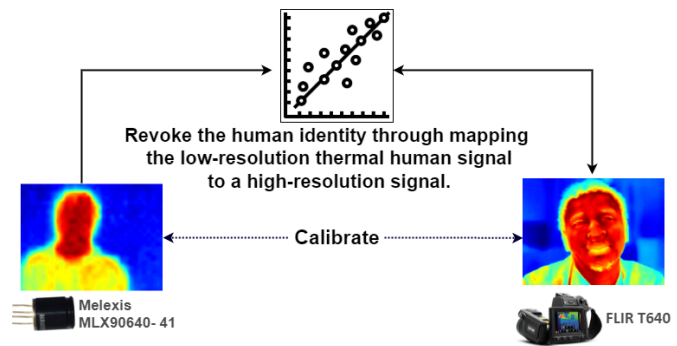 Revoke the human identity through mapping
the low-resolution thermal human signal
to a high-resolution signal.
Calibrate
Melexis
MLX90640- 41
FLIR T640